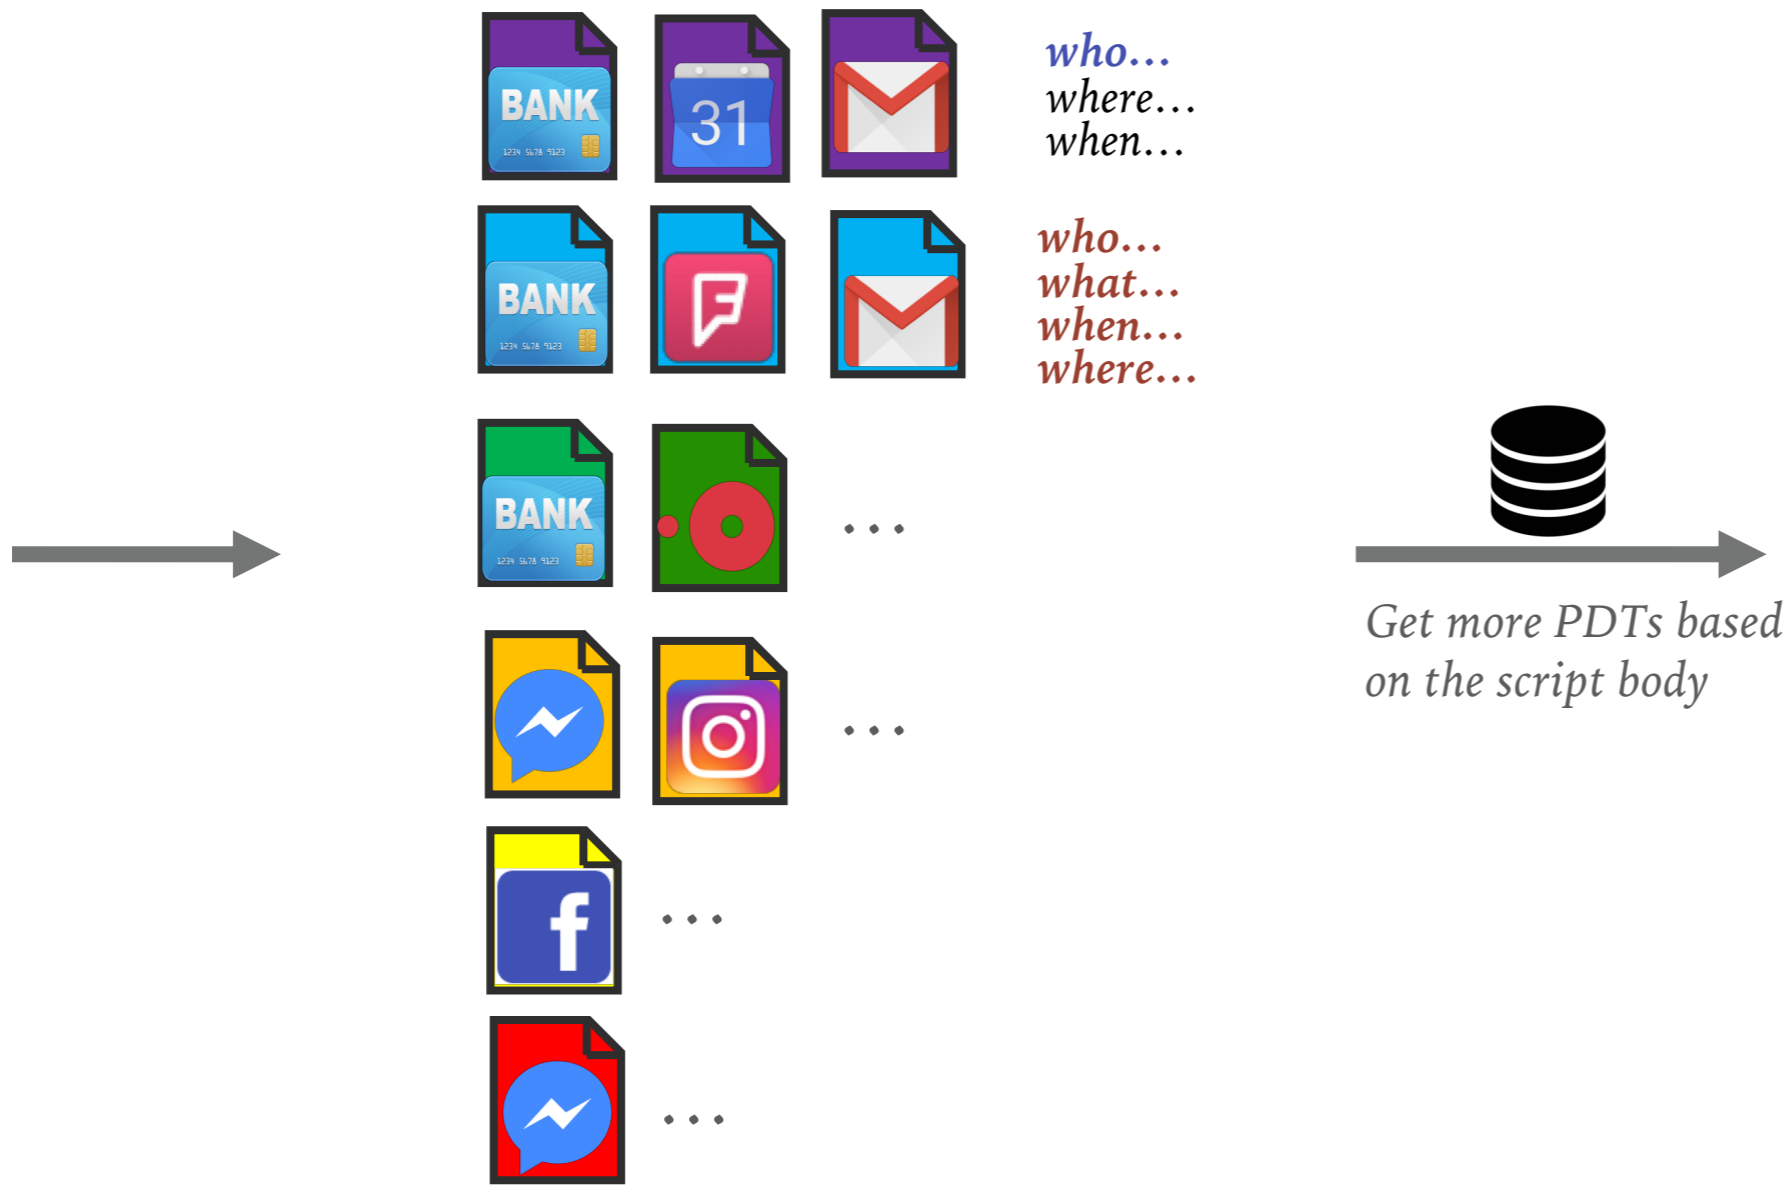 BANK
1234 5678 9123
31
who...
where...
when...
BANK
1234 5678 9123
who...
what...
when...
where...
BANK
1234 5678 9123
...
...
f
...
...
Get more PDTs based
on the script body